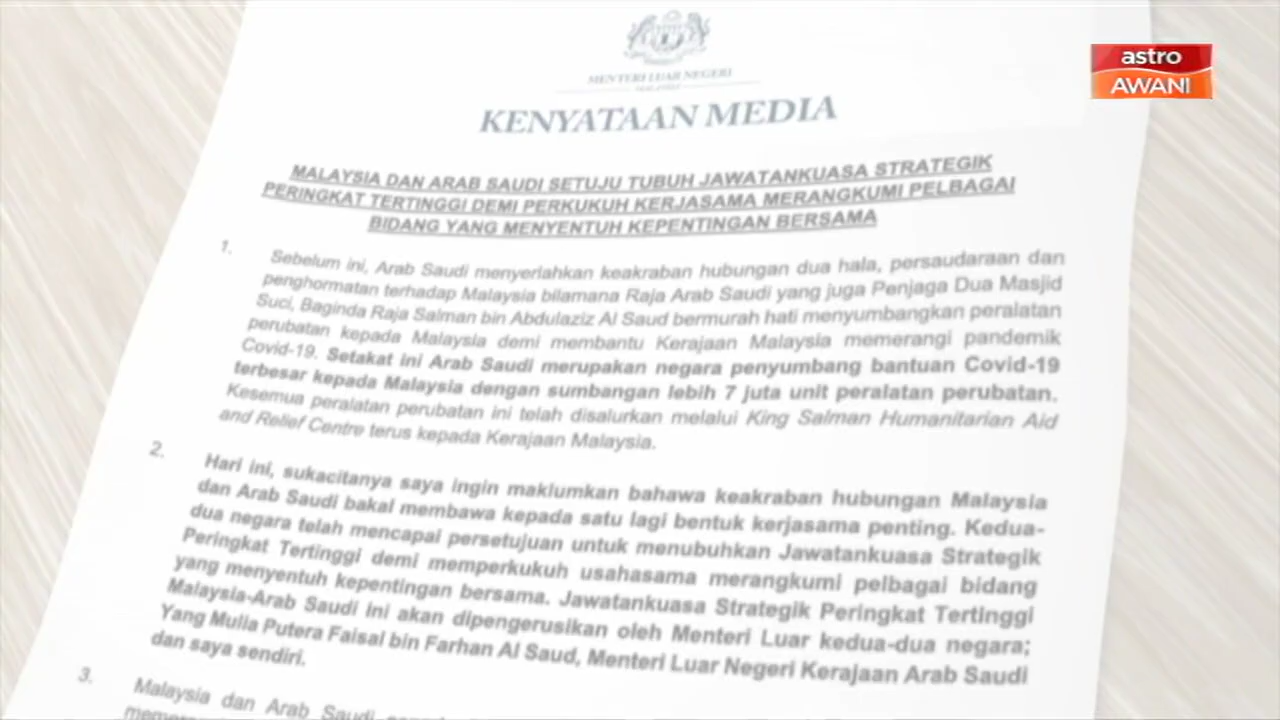 astro
AWANI
MENTERI LUAR NEGERI
MALAYSIA
KENYATAAN MEDIA
MALAYSIA DAN ARAB SAUDI SETUJU TUBUH JAWATANKUASA STRATEGIK
PERINGKAT TERTINGGI DEMI PERKUKUH KERJASAMA MERANGKUMI PELBAGAI
BIDANG YANG MENYENTUH KEPENTINGAN BERSAMA
1. Sebelum ini, Arab Saudi menyerlahkan keakraban hubungan dua hala, persaudaraan dan
penghormatan terhadap Malaysia bilamana Raja Arab Saudi yang juga Penjaga Dua Masjid
Suci, Baginda Raja Salman bin Abdulaziz Al Saud bermurah hati menyumbangkan peralatan
perubatan kepada Malaysia demi membantu Kerajaan Malaysia memerangi pandemik
Covid-19. Setakat ini Arab Saudi merupakan negara penyumbang bantuan Covid-19
terbesar kepada Malaysia dengan sumbangan lebih 7 juta unit peralatan perubatan.
Kesemua peralatan perubatan ini telah disalurkan melalui King Salman Humanitarian Aid
and Relief Centre terus kepada Kerajaan Malaysia.
2. Hari ini, sukacitanya saya ingin maklumkan bahawa keakraban hubungan Malaysia
dan Arab Saudi bakal membawa kepada satu lagi bentuk kerjasama penting. Kedua-
dua negara telah mencapai persetujuan untuk menubuhkan Jawatankuasa Strategik
Peringkat Tertinggi demi memperkukuh usahasama merangkumi pelbagai bidang
yang menyentuh kepentingan bersama. Jawatankuasa Strategik Peringkat Tertinggi
Malaysia-Arab Saudi ini akan dipengerusikan oleh Menteri Luar kedua-dua negara;
Yang Mulia Putera Faisal bin Farhan Al Saud, Menteri Luar Negeri Kerajaan Arab Saudi
dan saya sendiri.
3. Malaysia dan Arab Saudi